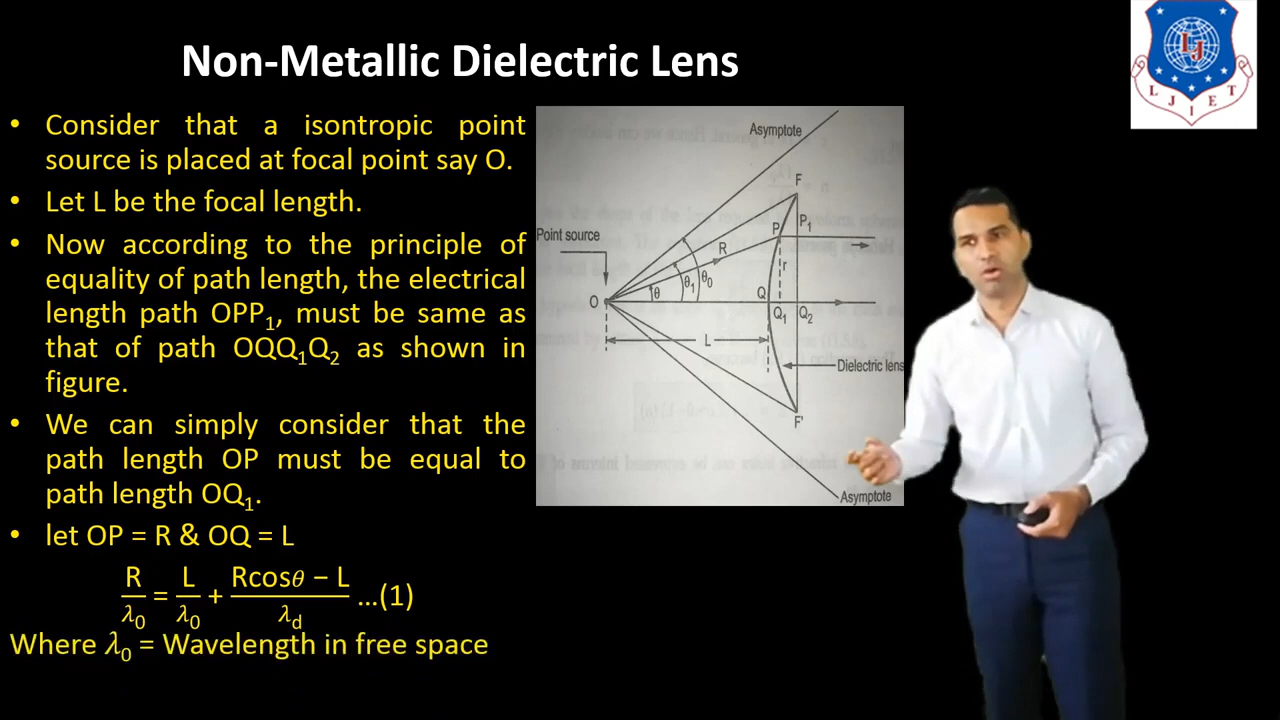 Non-Metallic Dielectric Lens
• Consider that a isontropic point
source is placed at focal point say O.
• Let L be the focal length.
• Now according to the principle of
equality of path length, the electrical
length path OPP₁, must be same as
that of path OQQ₁Q₂ as shown in
figure.
• We can simply consider that the
path length OP must be equal to
path length OQ₁.
• let OP = R & OQ = L
R/λ₀ = L/λ₀ + (Rcosθ − L)/λd ...(1)
Where λ₀ = Wavelength in free space
Asymptote
F
P
P₁
Point source
R
θ₀
θ₁
θ
r
O
Q
Q₁
Q₂
L
Dielectric lens
F'
Asymptote
LJ
LJIET